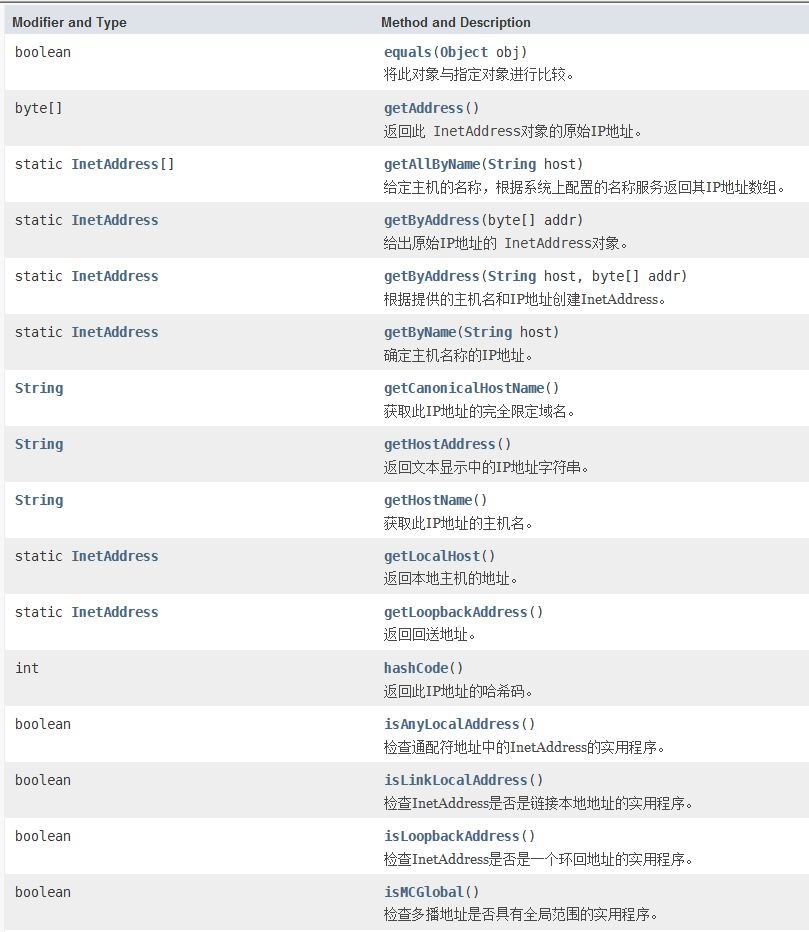 Modifier and Type Method and Description
boolean equals(Object obj)
将此对象与指定对象进行比较。
byte[] getAddress()
返回此 InetAddress对象的原始IP地址。
static InetAddress[] getAllByName(String host)
给定主机的名称，根据系统上配置的名称服务返回其IP地址数组。
static InetAddress getByAddress(byte[] addr)
给出原始IP地址的 InetAddress对象。
static InetAddress getByAddress(String host, byte[] addr)
根据提供的主机名和IP地址创建InetAddress。
static InetAddress getByName(String host)
确定主机名称的IP地址。
String getCanonicalHostName()
获取此IP地址的完全限定域名。
String getHostAddress()
返回文本显示中的IP地址字符串。
String getHostName()
获取此IP地址的主机名。
static InetAddress getLocalHost()
返回本地主机的地址。
static InetAddress getLoopbackAddress()
返回回送地址。
int hashCode()
返回此IP地址的哈希码。
boolean isAnyLocalAddress()
检查通配符地址中的InetAddress的实用程序。
boolean isLinkLocalAddress()
检查InetAddress是否是链接本地地址的实用程序。
boolean isLoopbackAddress()
检查InetAddress是否是一个环回地址的实用程序。
boolean isMCGlobal()
检查多播地址是否具有全局范围的实用程序。